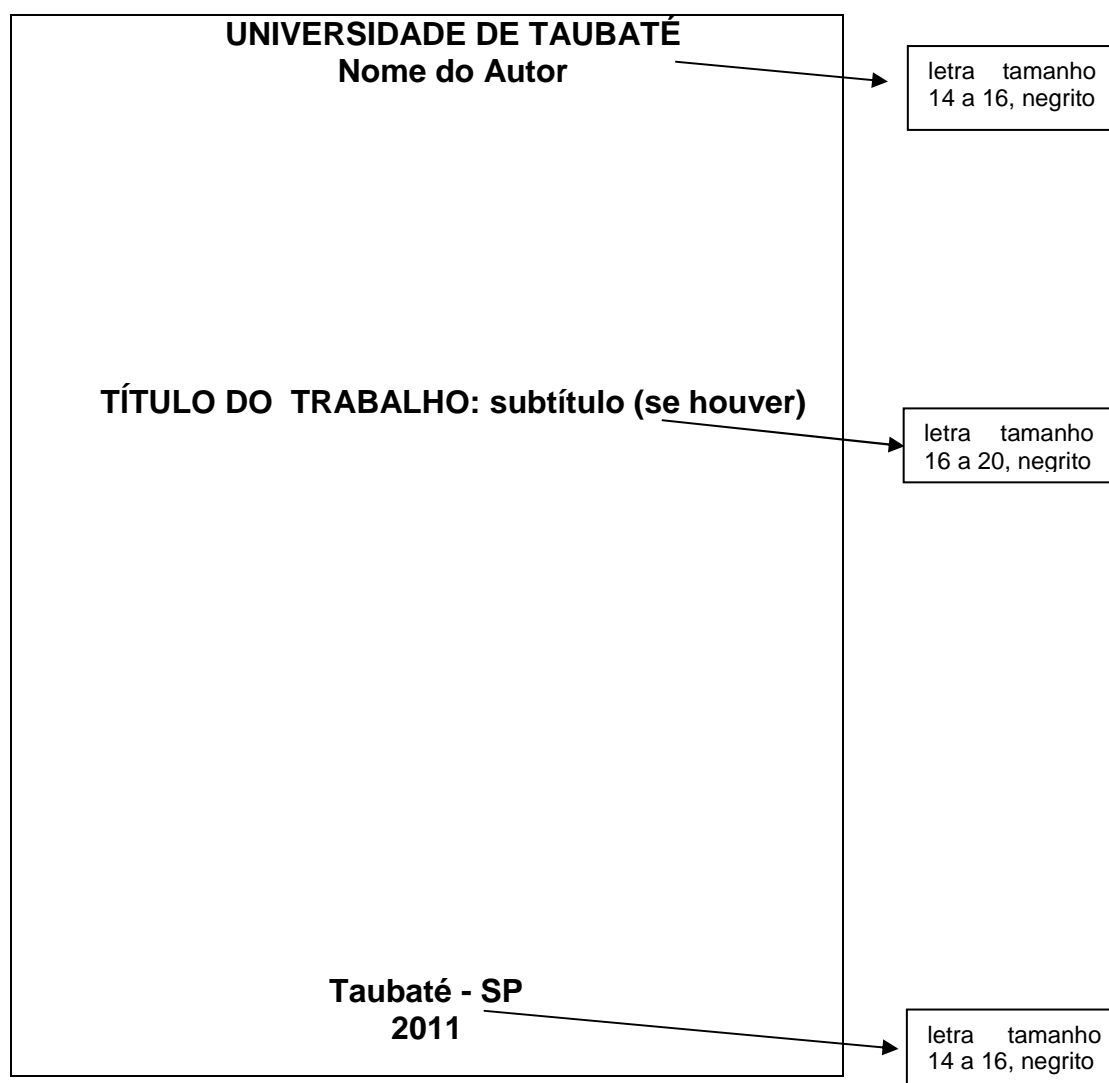 UNIVERSIDADE DE TAUBATÉ
Nome do Autor
letra tamanho
14 a 16, negrito
TÍTULO DO TRABALHO: subtítulo (se houver)
letra tamanho
16 a 20, negrito
Taubaté - SP
2011
letra tamanho
14 a 16, negrito